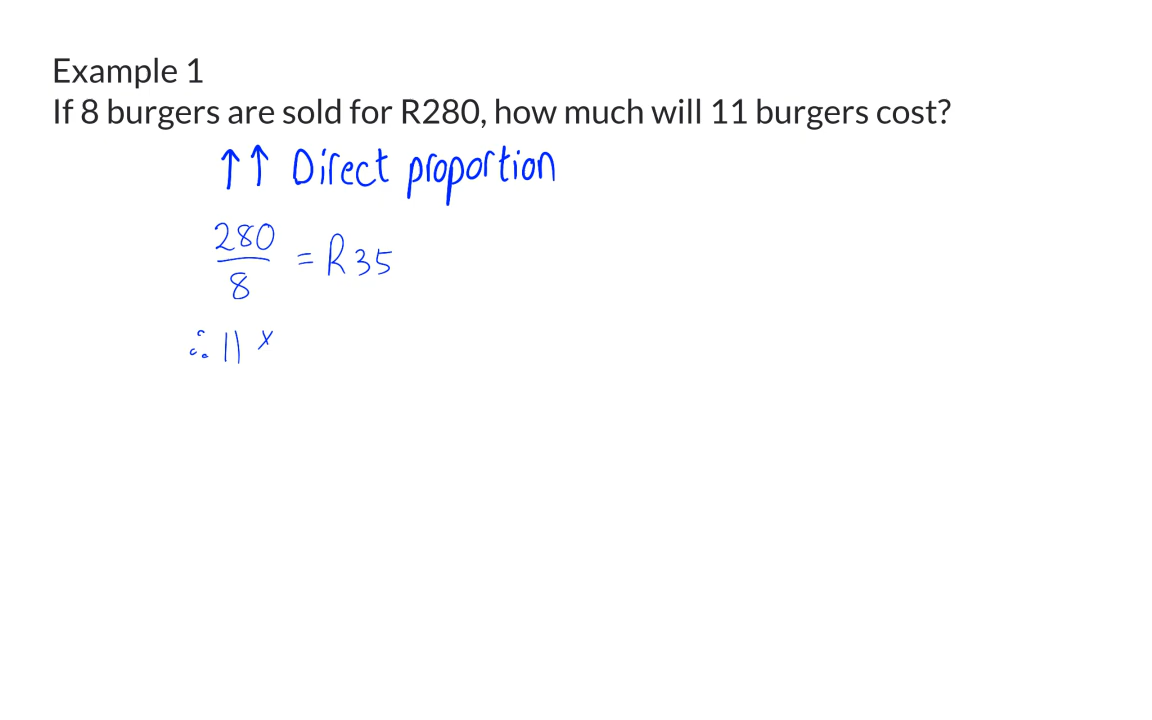 Example 1
If 8 burgers are sold for R280, how much will 11 burgers cost?
↑↑ Direct proportion
280
8
= R35
∴ 11 ×